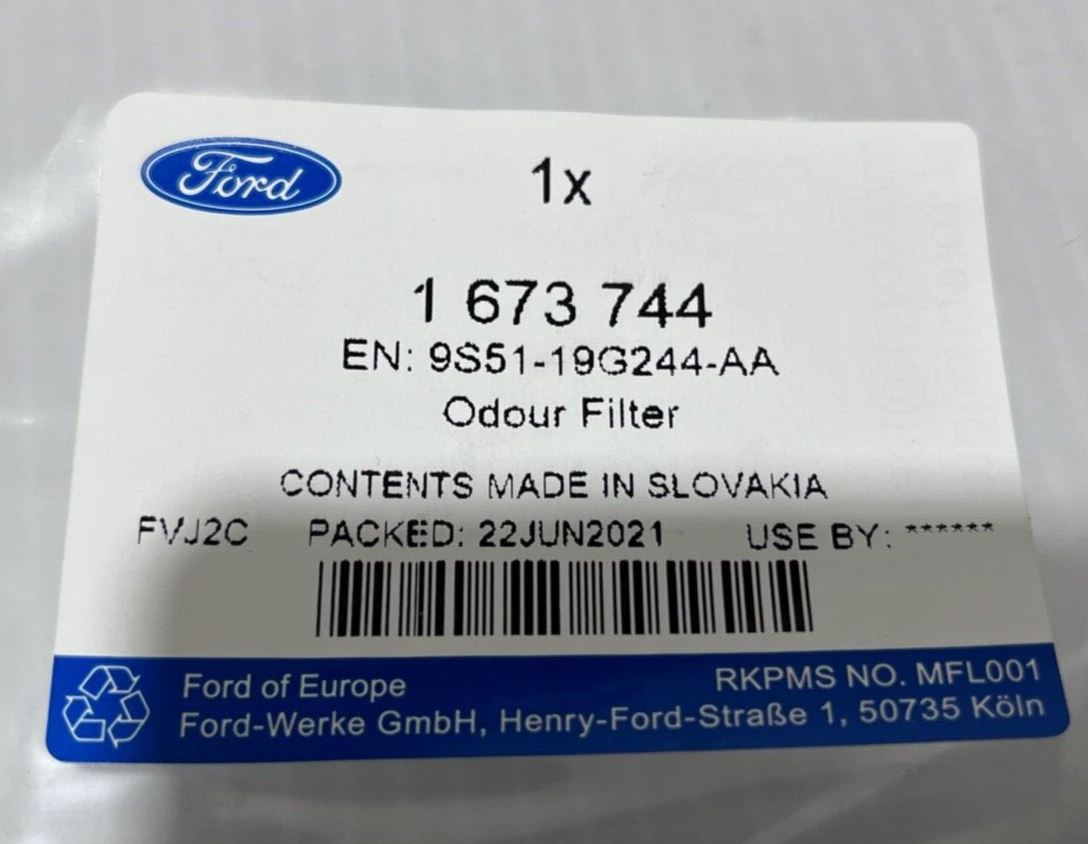 Ford
1x
1 673 744
EN: 9S51-19G244-AA
Odour Filter
CONTENTS MADE IN SLOVAKIA
FVJ2C PACKED: 22JUN2021 USE BY: ******
Ford of Europe RKPMS NO. MFL001
Ford-Werke GmbH, Henry-Ford-Straße 1, 50735 Köln